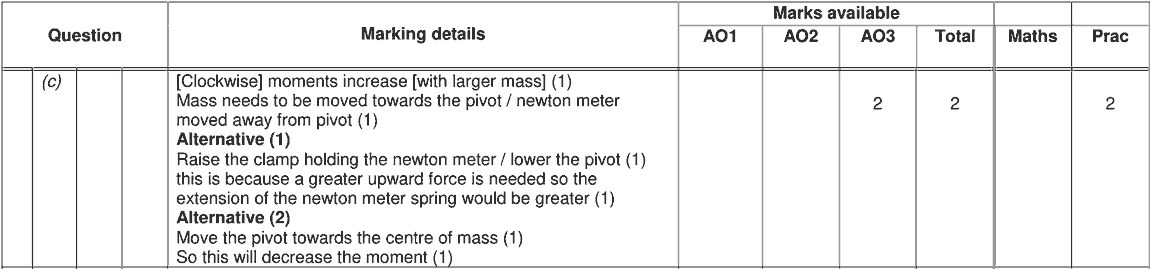 Marks available
Question Marking details AO1 AO2 AO3 Total Maths Prac
(c) [Clockwise] moments increase [with larger mass] (1)
Mass needs to be moved towards the pivot / newton meter 2 2 2
moved away from pivot (1)
Alternative (1)
Raise the clamp holding the newton meter / lower the pivot (1)
this is because a greater upward force is needed so the
extension of the newton meter spring would be greater (1)
Alternative (2)
Move the pivot towards the centre of mass (1)
So this will decrease the moment (1)